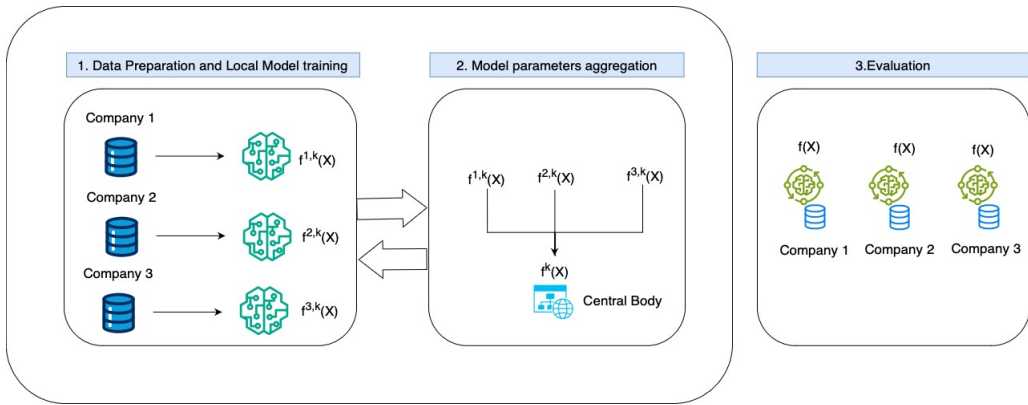 1. Data Preparation and Local Model training
Company 1
f1,k(X)
Company 2
f2,k(X)
Company 3
f3,k(X)
2. Model parameters aggregation
f1,k(X) f2,k(X) f3,k(X)
fk(X)
Central Body
3.Evaluation
f(X) f(X) f(X)
Company 1 Company 2 Company 3